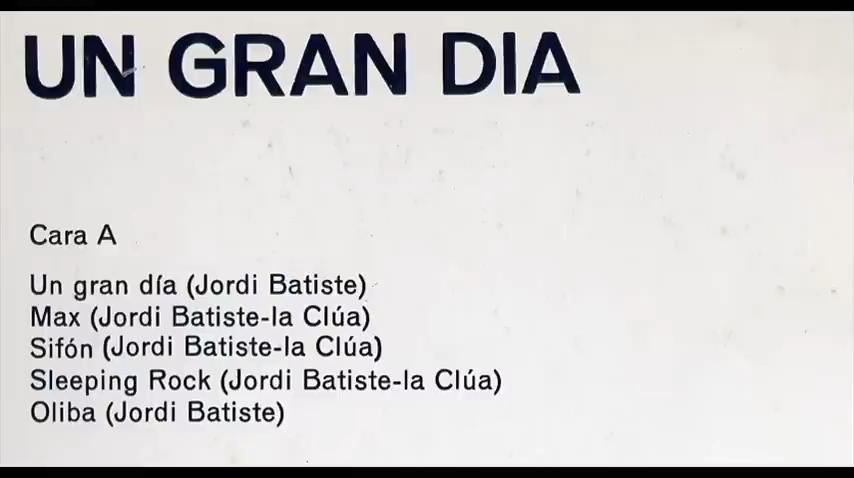 UN GRAN DIA
Cara A
Un gran día (Jordi Batiste)
Max (Jordi Batiste-la Clúa)
Sifón (Jordi Batiste-la Clúa)
Sleeping Rock (Jordi Batiste-la Clúa)
Oliba (Jordi Batiste)